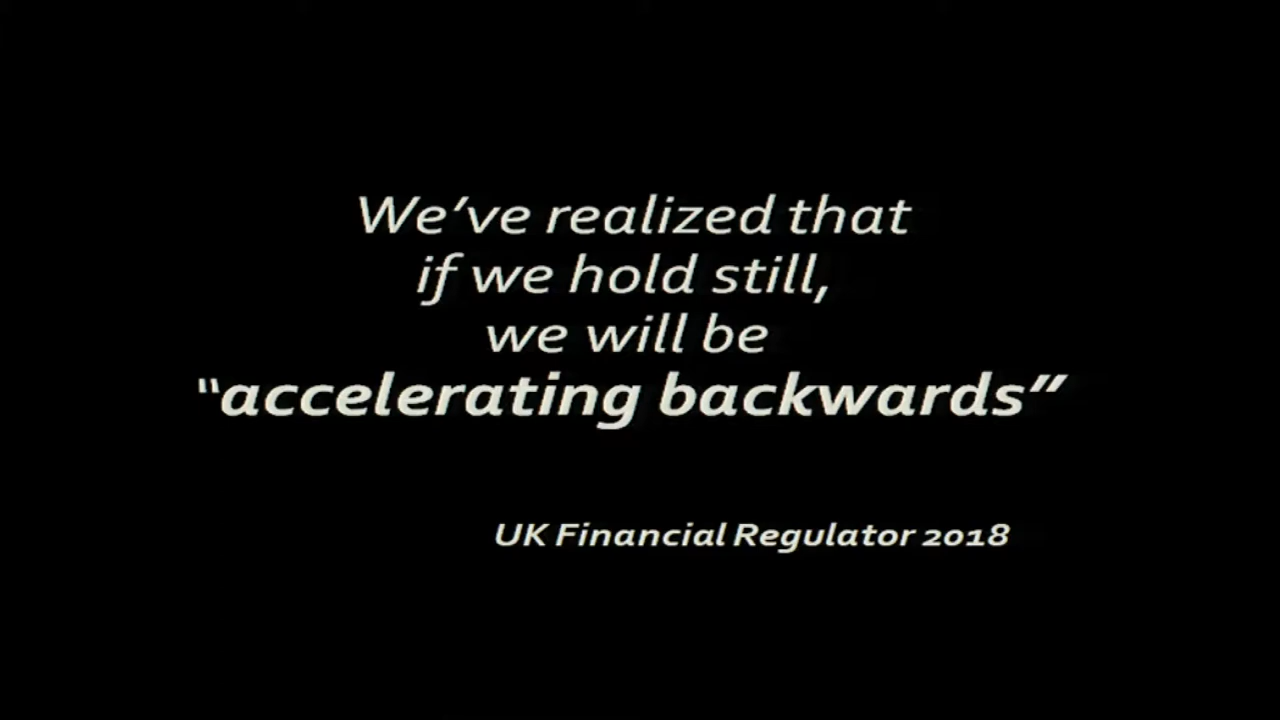 We’ve realized that
if we hold still,
we will be
“accelerating backwards”
UK Financial Regulator 2018